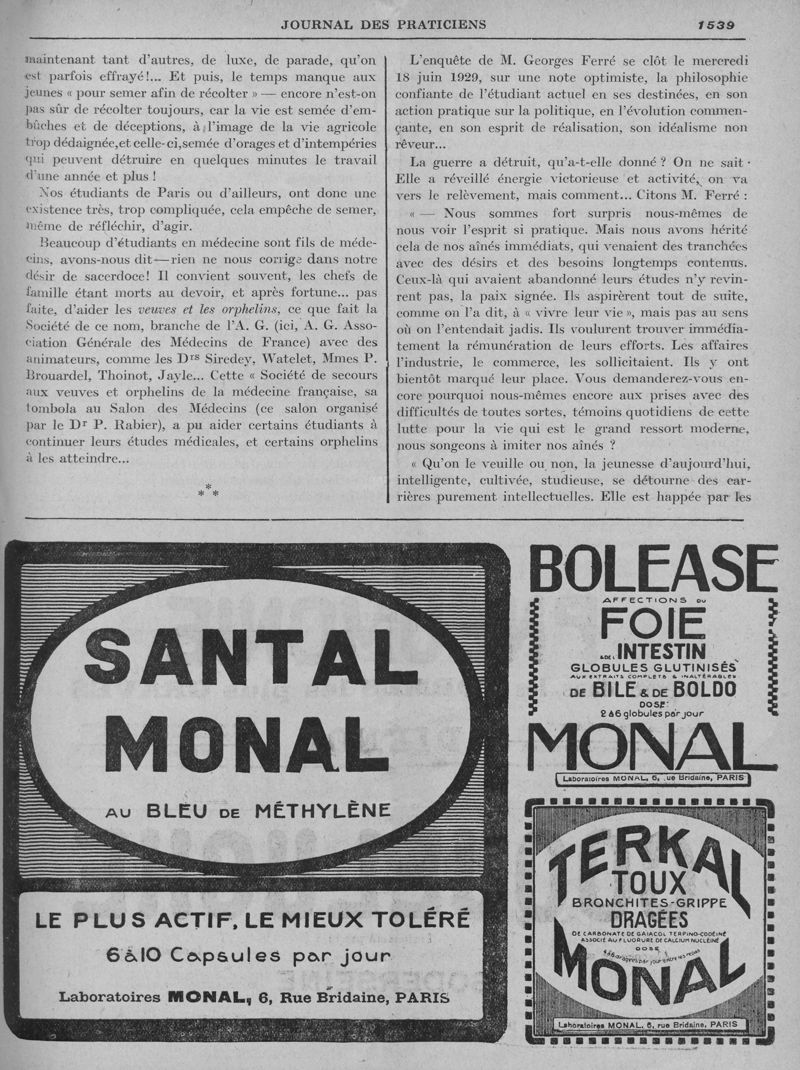 JOURNAL DES PRATICIENS
1539
maintenant tant d'autres, de luxe, de parade, qu'on
est parfois effrayé!... Et puis, le temps manque aux
jeunes « pour semer afin de récolter » — encore n'est-on
pas sûr de récolter toujours, car la vie est semée d'em-
bûches et de déceptions, à l'image de la vie agricole
trop dédaignée,et celle-ci,semée d'orages et d'intempéries
qui peuvent détruire en quelques minutes le travail
d'une année et plus !
Nos étudiants de Paris ou d'ailleurs, ont donc une
existence très, trop compliquée, cela empêche de semer,
même de réfléchir, d'agir.
Beaucoup d'étudiants en médecine sont fils de méde-
cins, avons-nous dit—rien ne nous corrige dans notre
désir de sacerdoce! Il convient souvent, les chefs de
famille étant morts au devoir, et après fortune... pas
faite, d'aider les veuves et les orphelins, ce que fait la
Société de ce nom, branche de l'A. G. (ici, A. G. Asso-
ciation Générale des Médecins de France) avec des
animateurs, comme les Drs Siredey, Watelet, Mmes P.
Brouardel, Thoinot, Jayle... Cette « Société de secours
aux veuves et orphelins de la médecine française, sa
tombola au Salon des Médecins (ce salon organisé
par le Dr P. Rabier), a pu aider certains étudiants à
continuer leurs études médicales, et certains orphelins
à les atteindre...
*
* *
L'enquête de M. Georges Ferré se clôt le mercredi
18 juin 1929, sur une note optimiste, la philosophie
confiante de l'étudiant actuel en ses destinées, en son
action pratique sur la politique, en l'évolution commen-
çante, en son esprit de réalisation, son idéalisme non
rêveur...
La guerre a détruit, qu'a-t-elle donné ? On ne sait ·
Elle a réveillé énergie victorieuse et activité, on va
vers le relèvement, mais comment... Citons M. Ferré :
« — Nous sommes fort surpris nous-mêmes de
nous voir l'esprit si pratique. Mais nous avons hérité
cela de nos aînés immédiats, qui venaient des tranchées
avec des désirs et des besoins longtemps contenus.
Ceux-là qui avaient abandonné leurs études n'y revin-
rent pas, la paix signée. Ils aspirèrent tout de suite,
comme on l'a dit, à « vivre leur vie », mais pas au sens
où on l'entendait jadis. Ils voulurent trouver immédia-
tement la rémunération de leurs efforts. Les affaires
l'industrie, le commerce, les sollicitaient. Ils y ont
bientôt marqué leur place. Vous demanderez-vous en-
core pourquoi nous-mêmes encore aux prises avec des
difficultés de toutes sortes, témoins quotidiens de cette
lutte pour la vie qui est le grand ressort moderne,
nous songeons à imiter nos aînés ?
« Qu'on le veuille ou non, la jeunesse d'aujourd'hui,
intelligente, cultivée, studieuse, se détourne des car-
rières purement intellectuelles. Elle est happée par les
SANTAL
MONAL
AU BLEU DE MÉTHYLÈNE
LE PLUS ACTIF, LE MIEUX TOLÉRÉ
6 à 10 Capsules par jour
Laboratoires MONAL, 6, Rue Bridaine, PARIS
BOLEASE
AFFECTIONS DU
FOIE
& DE L'INTESTIN
GLOBULES GLUTINISÉS
AUX EXTRAITS COMPLETS & INALTÉRABLES
DE BILE & DE BOLDO
DOSE:
2 à 6 globules par jour
MONAL
Laboratoires MONAL, 6, rue Bridaine, PARIS
TERKAL
TOUX
BRONCHITES-GRIPPE
DRAGÉES
DE CARBONATE DE GAIACOL TERPINO-CODÉINÉ
ASSOCIÉ AU FLUORURE DE CALCIUM NUCLÉINÉ
DOSE
dragées par jour entre les repas
MONAL
Laboratoires MONAL, 6, rue Bridaine, PARIS